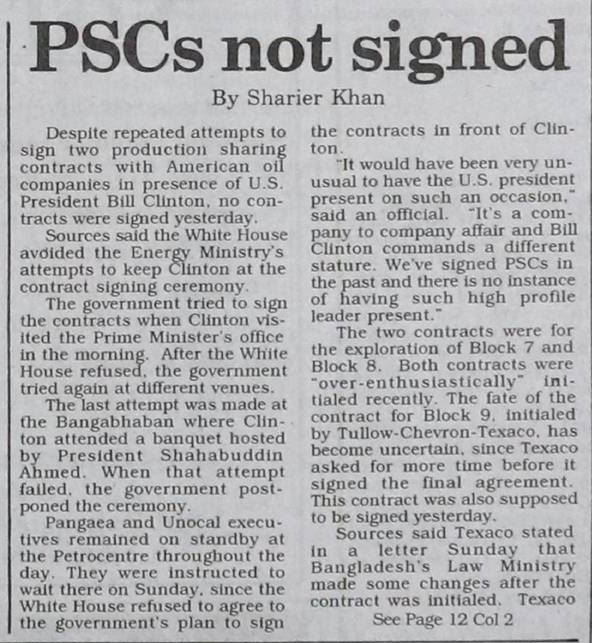 PSCs not signed
By Sharier Khan
Despite repeated attempts to
sign two production sharing
contracts with American oil
companies in presence of U.S.
President Bill Clinton, no con-
tracts were signed yesterday.
Sources said the White House
avoided the Energy Ministry's
attempts to keep Clinton at the
contract signing ceremony.
The government tried to sign
the contracts when Clinton vis-
ited the Prime Minister's office
in the morning. After the White
House refused, the government
tried again at different venues.
The last attempt was made at
the Bangabhaban where Clin-
ton attended a banquet hosted
by President Shahabuddin
Ahmed. When that attempt
failed, the government post-
poned the ceremony.
Pangaea and Unocal execu-
tives remained on standby at
the Petrocentre throughout the
day. They were instructed to
wait there on Sunday, since the
White House refused to agree to
the government's plan to sign
the contracts in front of Clin-
ton.
"It would have been very un-
usual to have the U.S. president
present on such an occasion,"
said an official. "It's a com-
pany to company affair and Bill
Clinton commands a different
stature. We've signed PSCs in
the past and there is no instance
of having such high profile
leader present."
The two contracts were for
the exploration of Block 7 and
Block 8. Both contracts were
"over-enthusiastically" ini-
tialed recently. The fate of the
contract for Block 9, initialed
by Tullow-Chevron-Texaco, has
become uncertain, since Texaco
asked for more time before it
signed the final agreement.
This contract was also supposed
to be signed yesterday.
Sources said Texaco stated
in a letter Sunday that
Bangladesh's Law Ministry
made some changes after the
contract was initialed. Texaco
See Page 12 Col 2